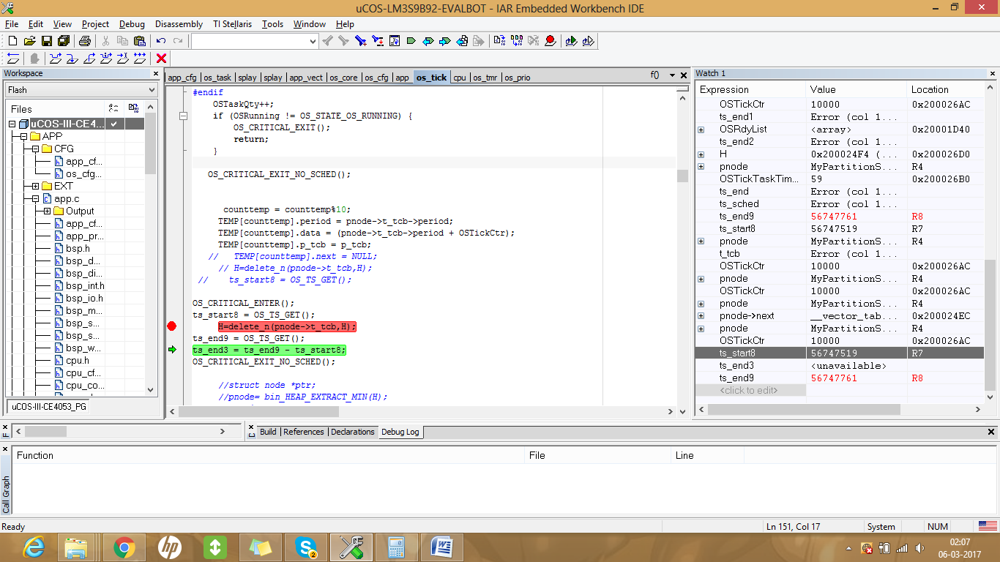 uCOS-LM3S9B92-EVALBOT - IAR Embedded Workbench IDE
File Edit View Project Debug Disassembly TI Stellaris Tools Window Help
Workspace
Flash
Files
uCOS-III-CE4...
APP
CFG
app_cf...
os_cfg...
EXT
app.c
Output
app_cf...
app_pr...
bsp.h
bsp_d...
bsp_di...
bsp_int.h
bsp_io.h
bsp_m...
bsp_s...
bsp_s...
bsp_w...
cpu.h
cpu_cf...
cpu_co...
uCOS-III-CE4053_PG
app_cfg os_task splay splay app_vect os_core os_cfg app os_tick cpu os_tmr os_prio f()
#endif
OSTaskQty++;
if (OSRunning != OS_STATE_OS_RUNNING) {
OS_CRITICAL_EXIT();
return;
}
OS_CRITICAL_EXIT_NO_SCHED();
counttemp = counttemp%10;
TEMP[counttemp].period = pnode->t_tcb->period;
TEMP[counttemp].data = (pnode->t_tcb->period + OSTickCtr);
TEMP[counttemp].p_tcb = p_tcb;
// TEMP[counttemp].next = NULL;
// H=delete_n(pnode->t_tcb,H);
// ts_start8 = OS_TS_GET();
OS_CRITICAL_ENTER();
ts_start8 = OS_TS_GET();
H=delete_n(pnode->t_tcb,H);
ts_end9 = OS_TS_GET();
ts_end3 = ts_end9 - ts_start8;
OS_CRITICAL_EXIT_NO_SCHED();
//struct node *ptr;
//pnode= bin_HEAP_EXTRACT_MIN(H);
Watch 1
Expression Value Location
OSTickCtr 10000 0x200026AC
ts_end1 Error (col 1...
OSRdyList <array> 0x20001D40
ts_end2 Error (col 1...
H 0x200024F4 (... 0x200026D0
pnode MyPartitionS... R4
OSTickTaskTim... 59 0x200026B0
ts_end Error (col 1...
ts_sched Error (col 1...
ts_end9 56747761 R8
ts_start8 56747519 R7
pnode MyPartitionS... R4
t_tcb Error (col 1...
OSTickCtr 10000 0x200026AC
pnode MyPartitionS... R4
OSTickCtr 10000 0x200026AC
pnode MyPartitionS... R4
pnode->next __vector_tab... 0x200024EC
pnode MyPartitionS... R4
OSTickCtr 10000 0x200026AC
ts_start8 56747519 R7
ts_end3 <unavailable>
ts_end9 56747761 R8
<click to edit>
Build References Declarations Debug Log
Function File Line
Call Graph
Ready Ln 151, Col 17 System NUM
02:07
06-03-2017